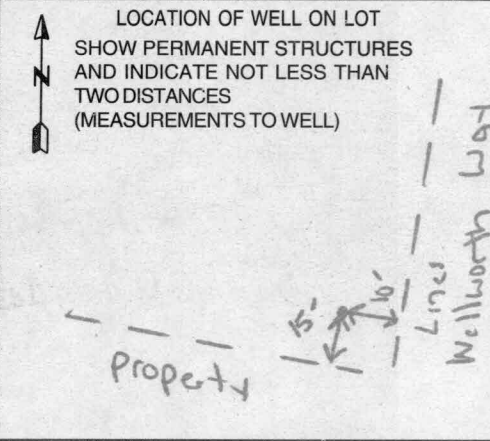 LOCATION OF WELL ON LOT
SHOW PERMANENT STRUCTURES
AND INDICATE NOT LESS THAN
TWO DISTANCES
(MEASUREMENTS TO WELL)
N
15'
10'
Property
Lines
Wellworth Way